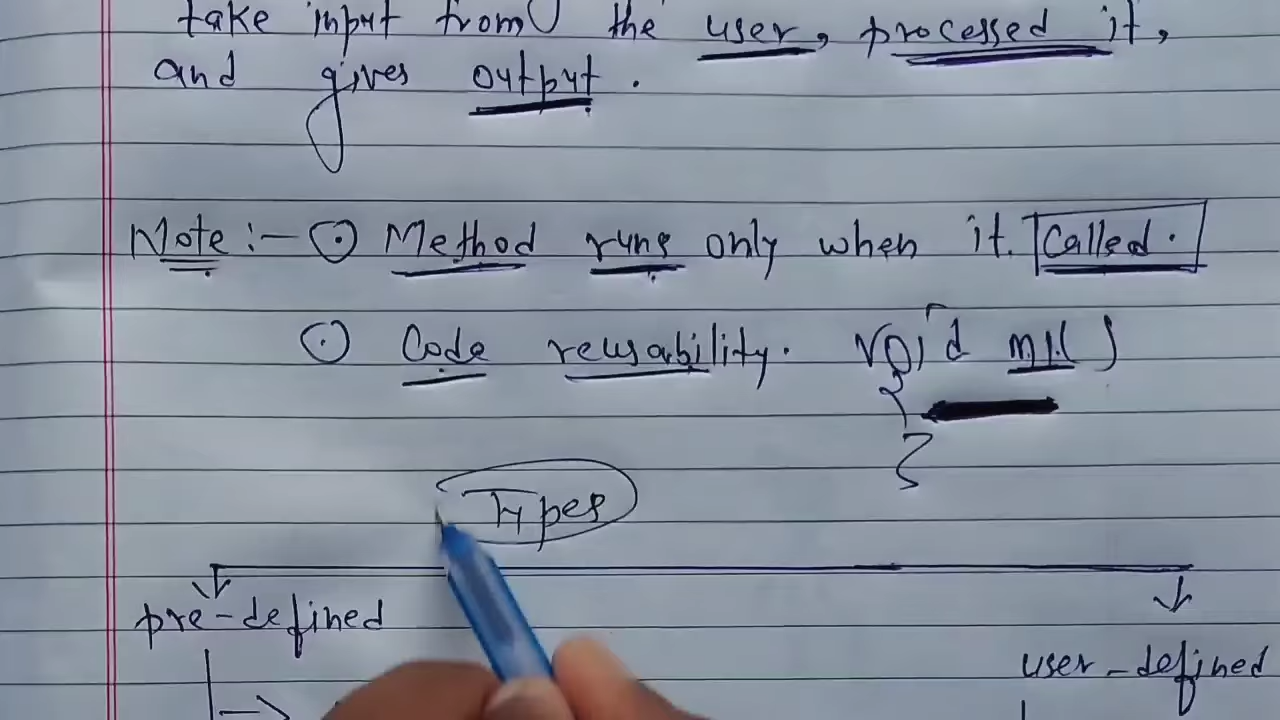 take input from the user, processed it,
and gives output.
Note :- ⊙ Method runs only when it called.
⊙ Code reusability. void m1()
{
}
Types
pre-defined
user-defined